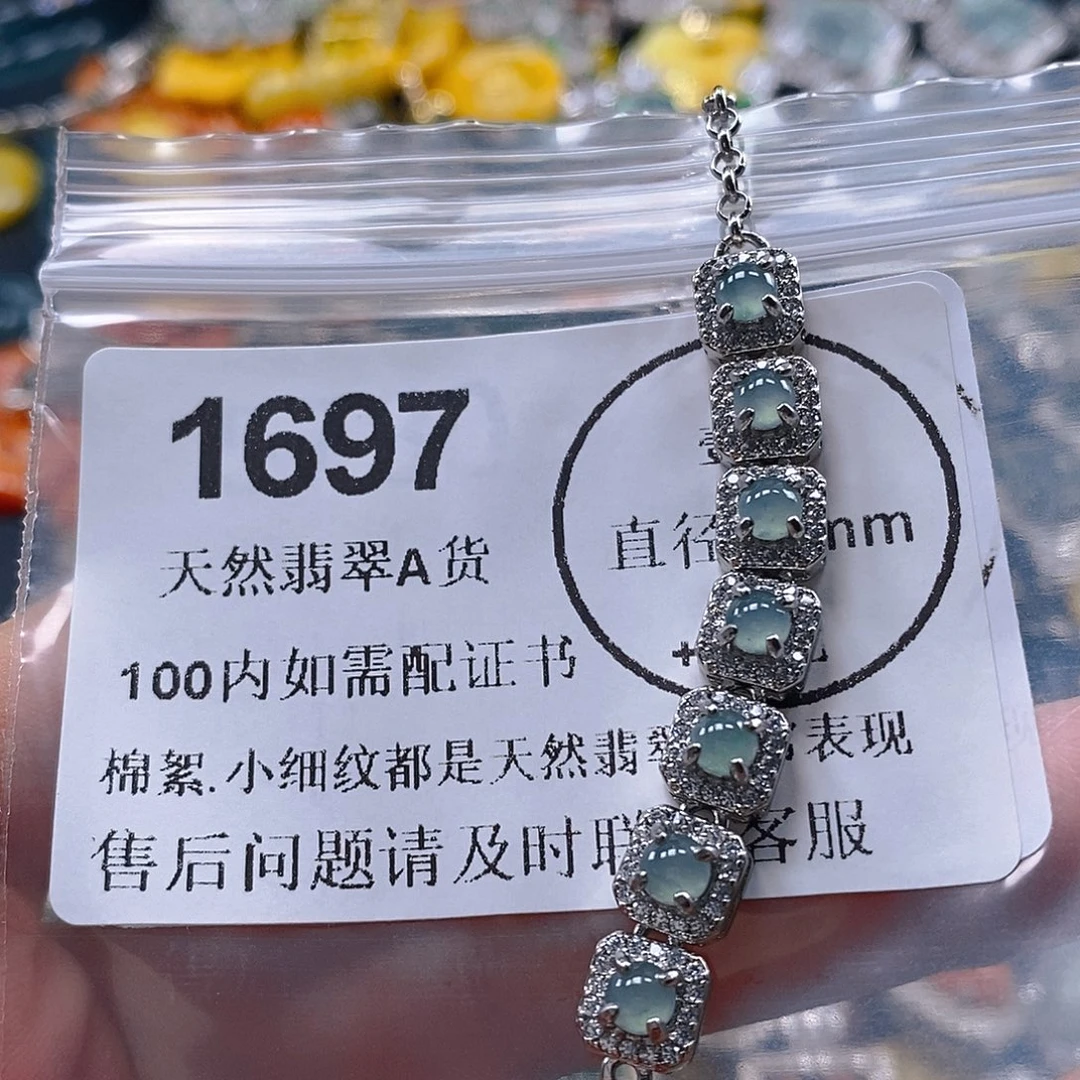 1697
天然翡翠A货
直径 mm
100内如需配证书
+
棉絮.小细纹都是天然翡 表现
售后问题请及时 客服